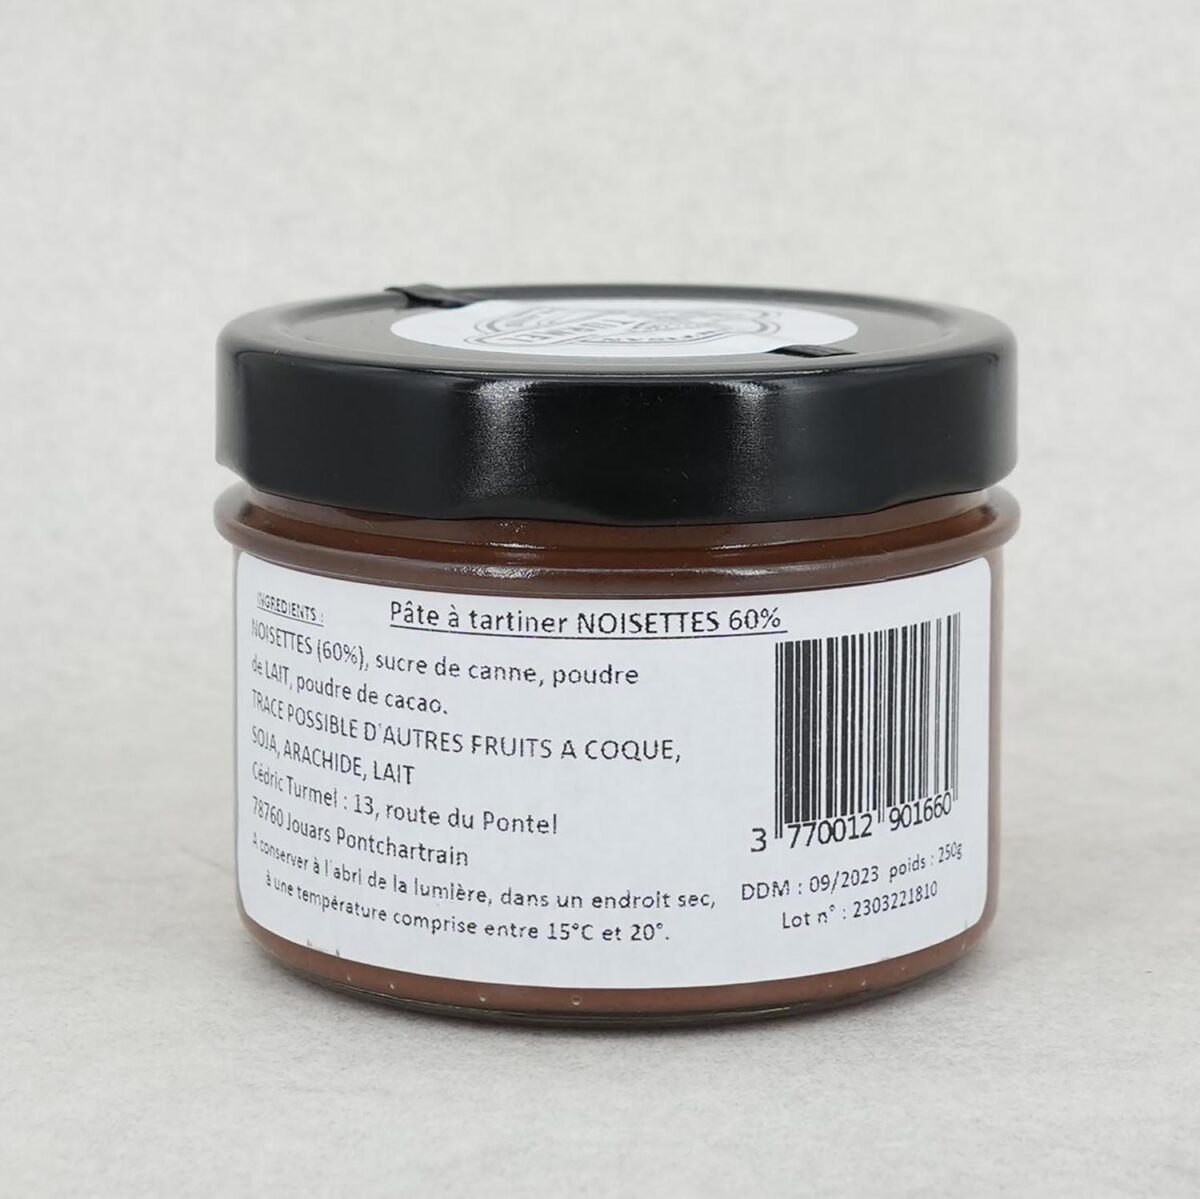 Pâte à tartiner NOISETTES 60%
INGREDIENTS :
NOISETTES (60%), sucre de canne, poudre
de LAIT, poudre de cacao.
TRACE POSSIBLE D'AUTRES FRUITS A COQUE,
SOJA, ARACHIDE, LAIT
Cédric Turmel : 13, route du Pontel
78760 Jouars Pontchartrain
A conserver à l'abri de la lumière, dans un endroit sec,
à une température comprise entre 15°C et 20°.
3 770012 901660
DDM : 09/2023 poids : 250g
Lot n° : 2303221810